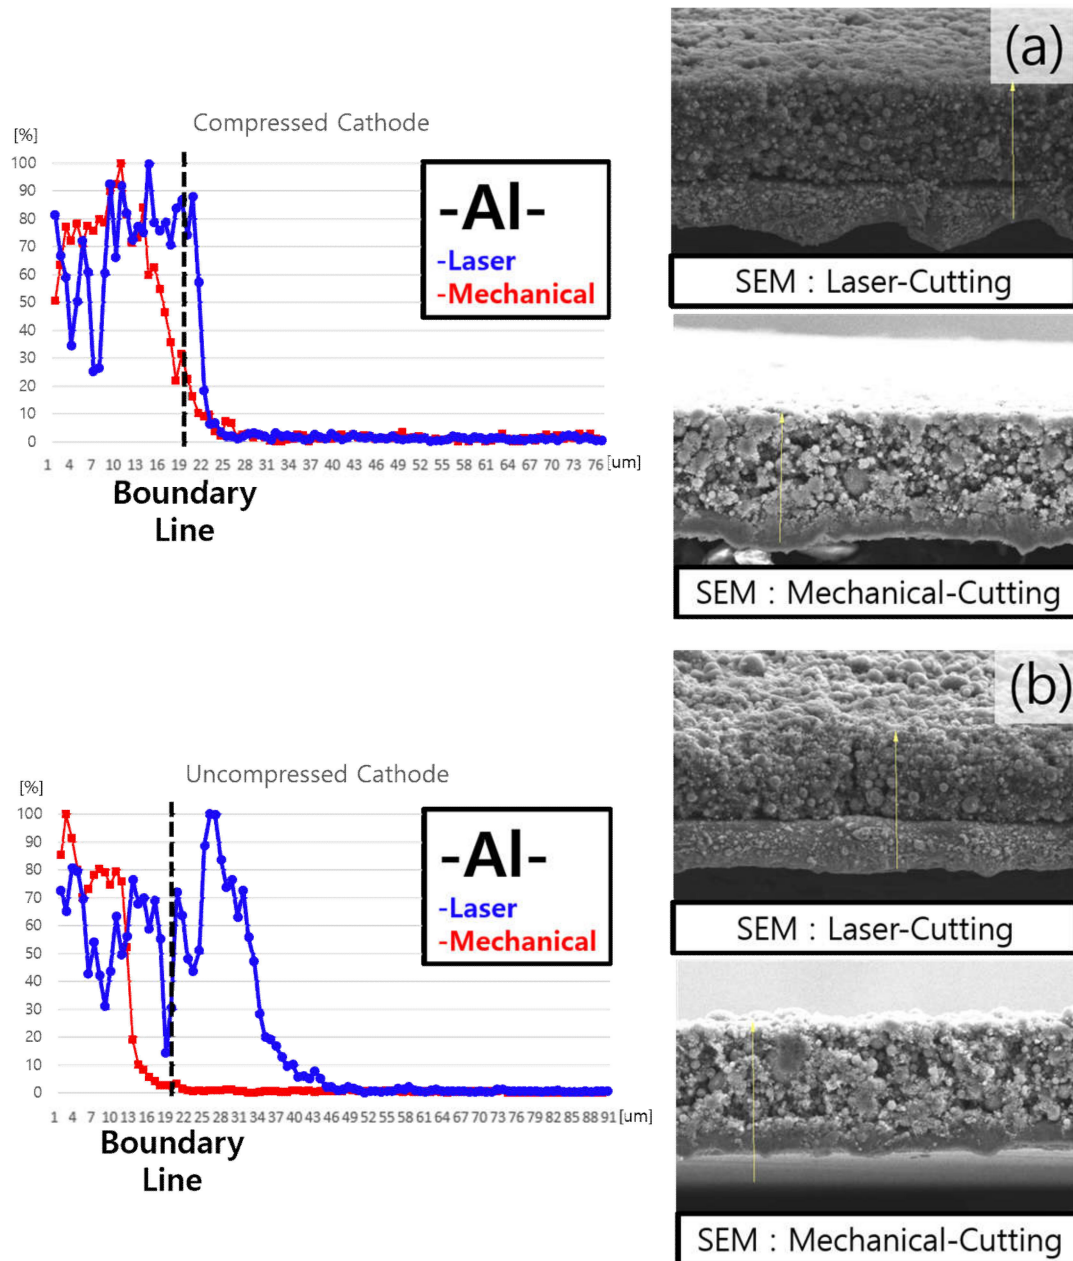 Compressed Cathode
[%]
100
90
80
70
60
50
40
30
20
10
0
1 4 7 10 13 16 19 22 25 28 31 34 37 40 43 46 49 52 55 58 61 64 67 70 73 76 [um]
Boundary
Line
-Al-
-Laser
-Mechanical
(a)
SEM : Laser-Cutting
SEM : Mechanical-Cutting
Uncompressed Cathode
[%]
100
90
80
70
60
50
40
30
20
10
0
1 4 7 10 13 16 19 22 25 28 31 34 37 40 43 46 49 52 55 58 61 64 67 70 73 76 79 82 85 88 91 [um]
Boundary
Line
-Al-
-Laser
-Mechanical
(b)
SEM : Laser-Cutting
SEM : Mechanical-Cutting